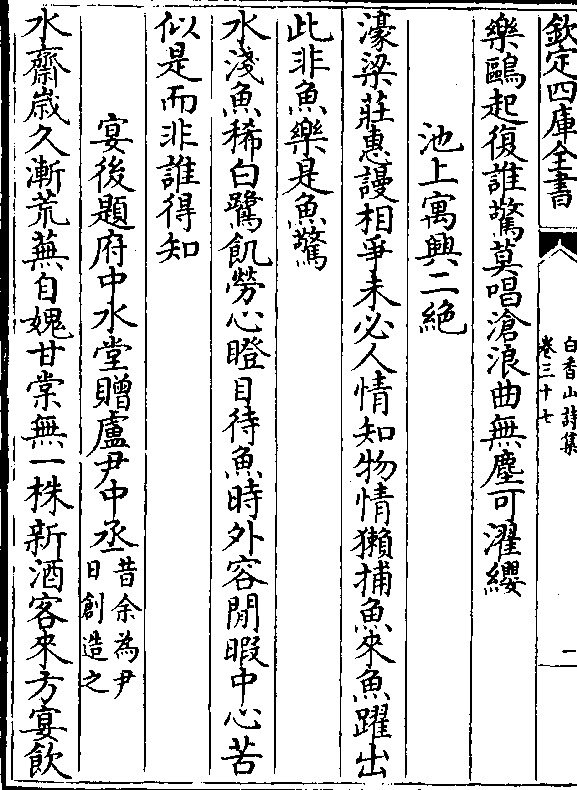 欽定四庫全書
白香山詩集
卷三十七
二
樂鷗起復誰驚莫唱滄浪曲無塵可濯纓
池上寓興二絶
濠梁莊惠謾相爭未必人情知物情獺捕魚來魚躍出
此非魚樂是魚驚
水淺魚稀白鷺飢勞心瞪目待魚時外容閒暇中心苦
似是而非誰得知
宴後題府中水堂贈盧尹中丞昔余為尹
日創造之
水齋歲久漸荒蕪自媿甘棠無一株新酒客來方宴飲